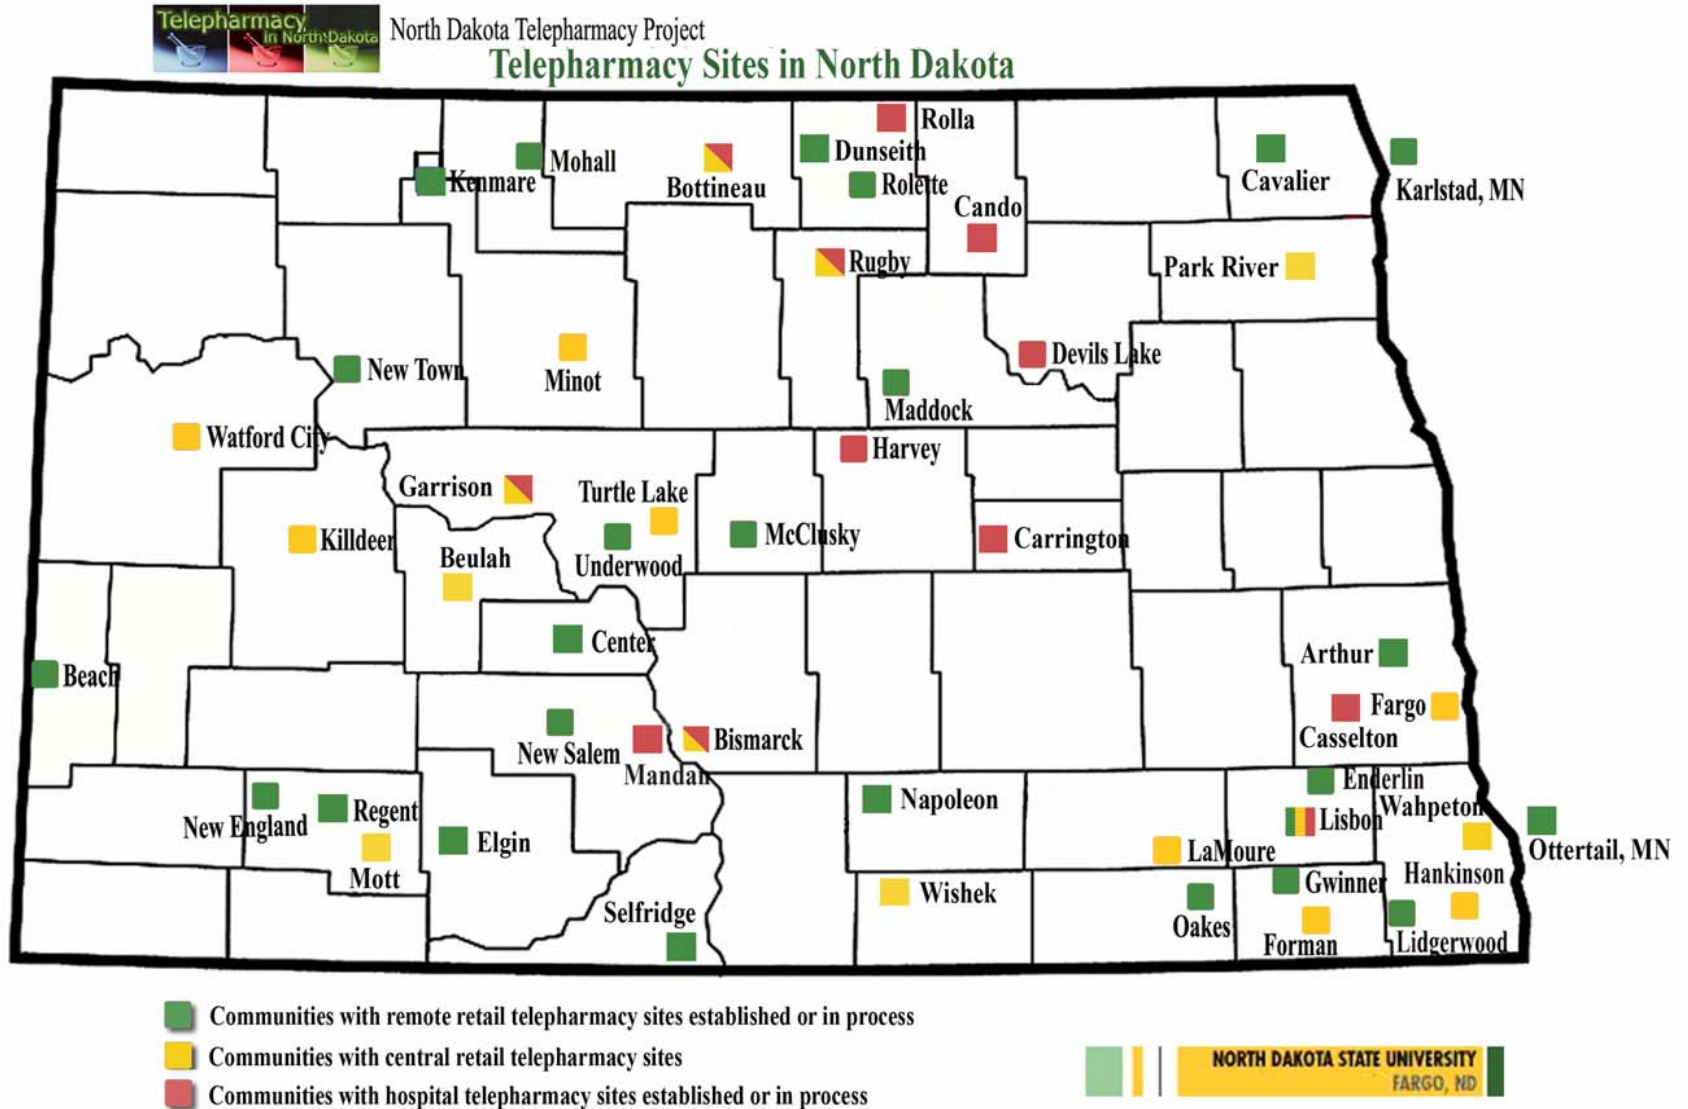 Telepharmacy
in North Dakota
North Dakota Telepharmacy Project
Telepharmacy Sites in North Dakota
Rolla
Mohall
Dunseith
Kenmare
Bottineau
Rolette
Cavalier
Karlstad, MN
Cando
Rugby
Park River
New Town
Minot
Devils Lake
Maddock
Watford City
Harvey
Garrison
Turtle Lake
Killdeer
McClusky
Carrington
Beulah
Underwood
Center
Arthur
Beach
Fargo
Casselton
New Salem
Bismarck
Mandan
Enderlin
Napoleon
Wahpeton
New England
Regent
Lisbon
Elgin
LaMoure
Ottertail, MN
Mott
Gwinner
Hankinson
Wishek
Selfridge
Oakes
Forman
Lidgerwood
Communities with remote retail telepharmacy sites established or in process
Communities with central retail telepharmacy sites
Communities with hospital telepharmacy sites established or in process
NORTH DAKOTA STATE UNIVERSITY
FARGO, ND